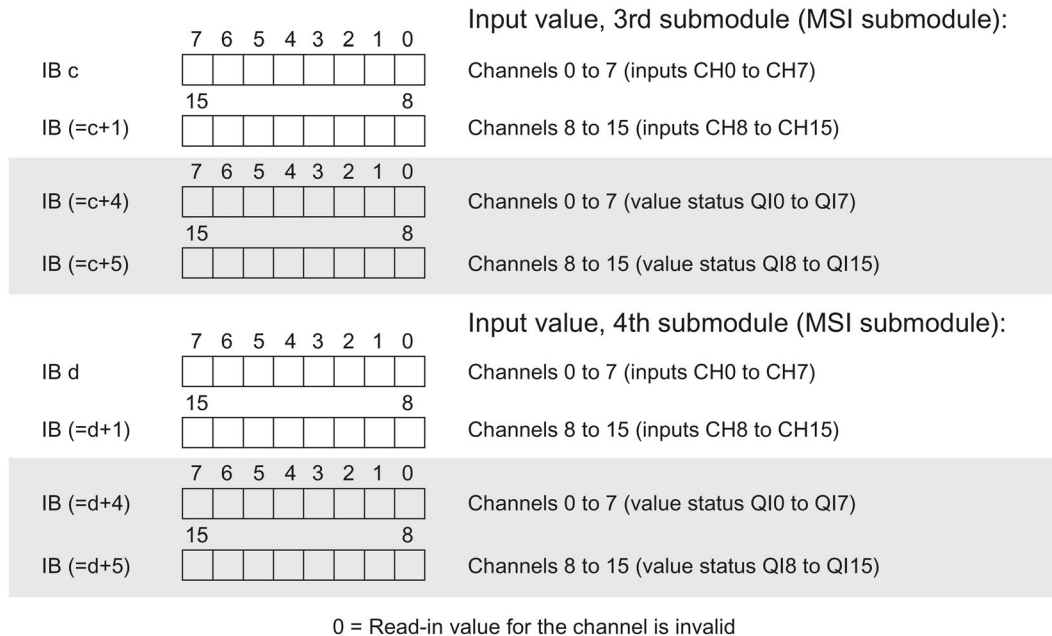 Input value, 3rd submodule (MSI submodule):
7 6 5 4 3 2 1 0
IB c Channels 0 to 7 (inputs CH0 to CH7)
15 8
IB (=c+1) Channels 8 to 15 (inputs CH8 to CH15)
7 6 5 4 3 2 1 0
IB (=c+4) Channels 0 to 7 (value status QI0 to QI7)
15 8
IB (=c+5) Channels 8 to 15 (value status QI8 to QI15)
Input value, 4th submodule (MSI submodule):
7 6 5 4 3 2 1 0
IB d Channels 0 to 7 (inputs CH0 to CH7)
15 8
IB (=d+1) Channels 8 to 15 (inputs CH8 to CH15)
7 6 5 4 3 2 1 0
IB (=d+4) Channels 0 to 7 (value status QI0 to QI7)
15 8
IB (=d+5) Channels 8 to 15 (value status QI8 to QI15)
0 = Read-in value for the channel is invalid